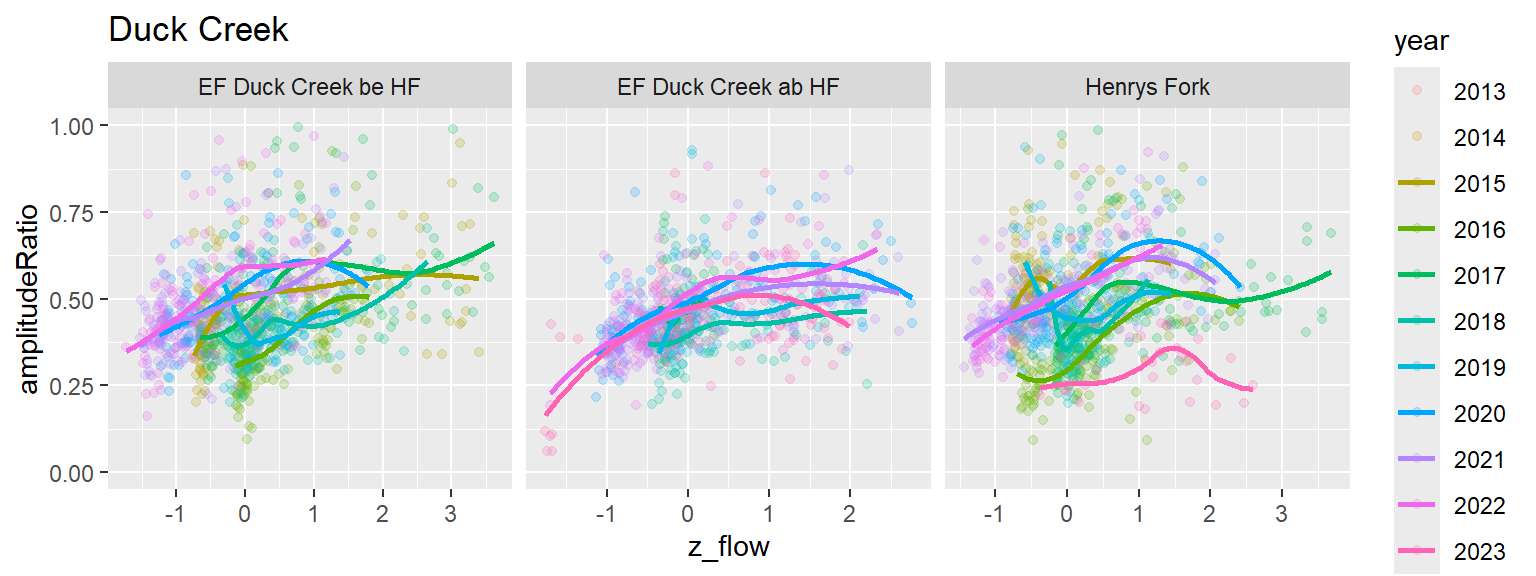 Duck Creek
EF Duck Creek be HF
EF Duck Creek ab HF
Henrys Fork
amplitudeRatio
1.00
0.75
0.50
0.25
0.00
-1 0 1 2 3
-1 0 1 2
-1 0 1 2 3
z_flow
year
2013
2014
2015
2016
2017
2018
2019
2020
2021
2022
2023